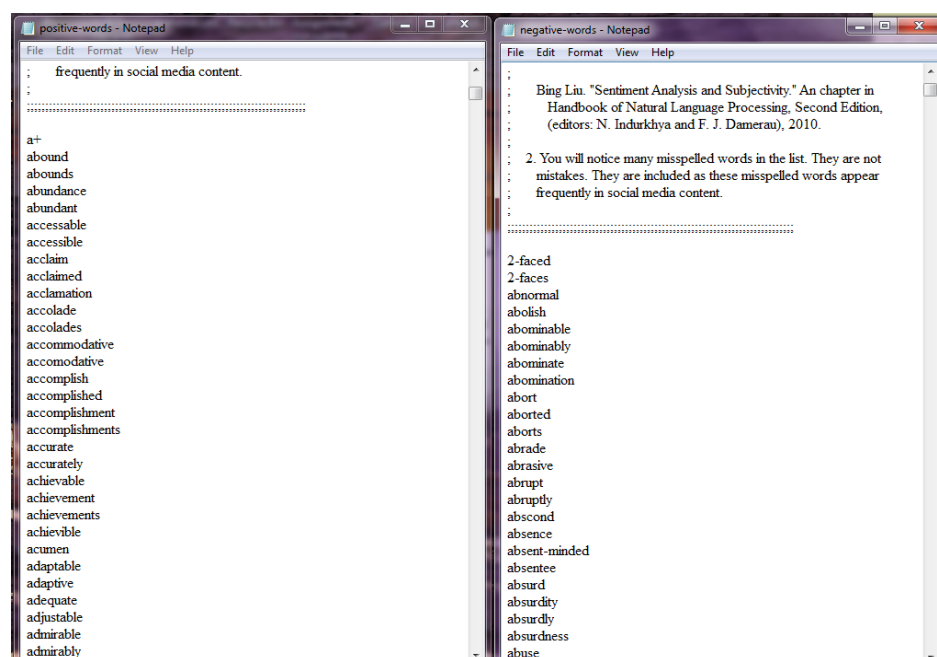 positive-words - Notepad
File Edit Format View Help
; frequently in social media content.
;
;;;;;;;;;;;;;;;;;;;;;;;;;;;;;;;;;;;;;;;;;;;;;;;;;;;;;;;;;;;;;;;;;;;;;;
a+
abound
abounds
abundance
abundant
accessable
accessible
acclaim
acclaimed
acclamation
accolade
accolades
accommodative
accomodative
accomplish
accomplished
accomplishment
accomplishments
accurate
accurately
achievable
achievement
achievements
achievible
acumen
adaptable
adaptive
adequate
adjustable
admirable
admirably
negative-words - Notepad
File Edit Format View Help
;
; Bing Liu. "Sentiment Analysis and Subjectivity." An chapter in
; Handbook of Natural Language Processing, Second Edition,
; (editors: N. Indurkhya and F. J. Damerau), 2010.
;
; 2. You will notice many misspelled words in the list. They are not
; mistakes. They are included as these misspelled words appear
; frequently in social media content.
;
;;;;;;;;;;;;;;;;;;;;;;;;;;;;;;;;;;;;;;;;;;;;;;;;;;;;;;;;;;;;;;;;;;;;;;
2-faced
2-faces
abnormal
abolish
abominable
abominably
abominate
abomination
abort
aborted
aborts
abrade
abrasive
abrupt
abruptly
abscond
absence
absent-minded
absentee
absurd
absurdity
absurdly
absurdness
abuse